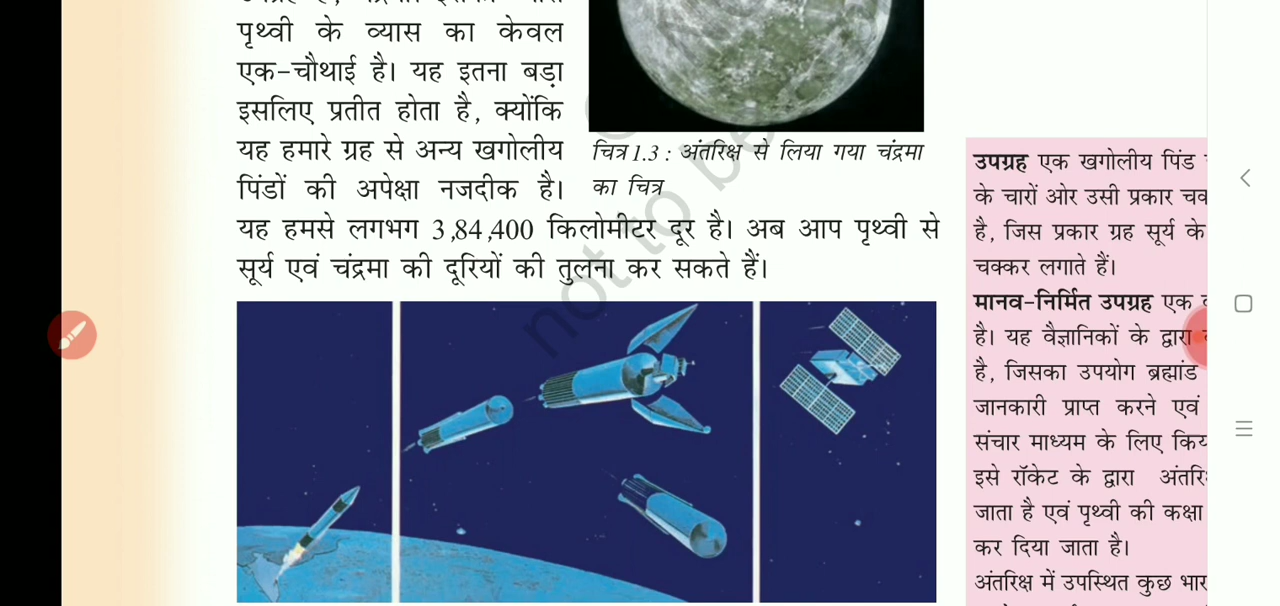 पृथ्वी के व्यास का केवल
एक-चौथाई है। यह इतना बड़ा
इसलिए प्रतीत होता है, क्योंकि
यह हमारे ग्रह से अन्य खगोलीय
पिंडों की अपेक्षा नजदीक है।
यह हमसे लगभग 3,84,400 किलोमीटर दूर है। अब आप पृथ्वी से
सूर्य एवं चंद्रमा की दूरियों की तुलना कर सकते हैं।
चित्र 1.3 : अंतरिक्ष से लिया गया चंद्रमा
का चित्र
not to be
उपग्रह एक खगोलीय पिंड
के चारों ओर उसी प्रकार
है, जिस प्रकार ग्रह सूर्य के
चक्कर लगाते हैं।
मानव-निर्मित उपग्रह एक
है। यह वैज्ञानिकों के द्वारा
है, जिसका उपयोग ब्रह्मांड
जानकारी प्राप्त करने एवं
संचार माध्यम के लिए
इसे रॉकेट के द्वारा
जाता है एवं पृथ्वी की कक्षा
कर दिया जाता है।
अंतरिक्ष में उपस्थित कुछ